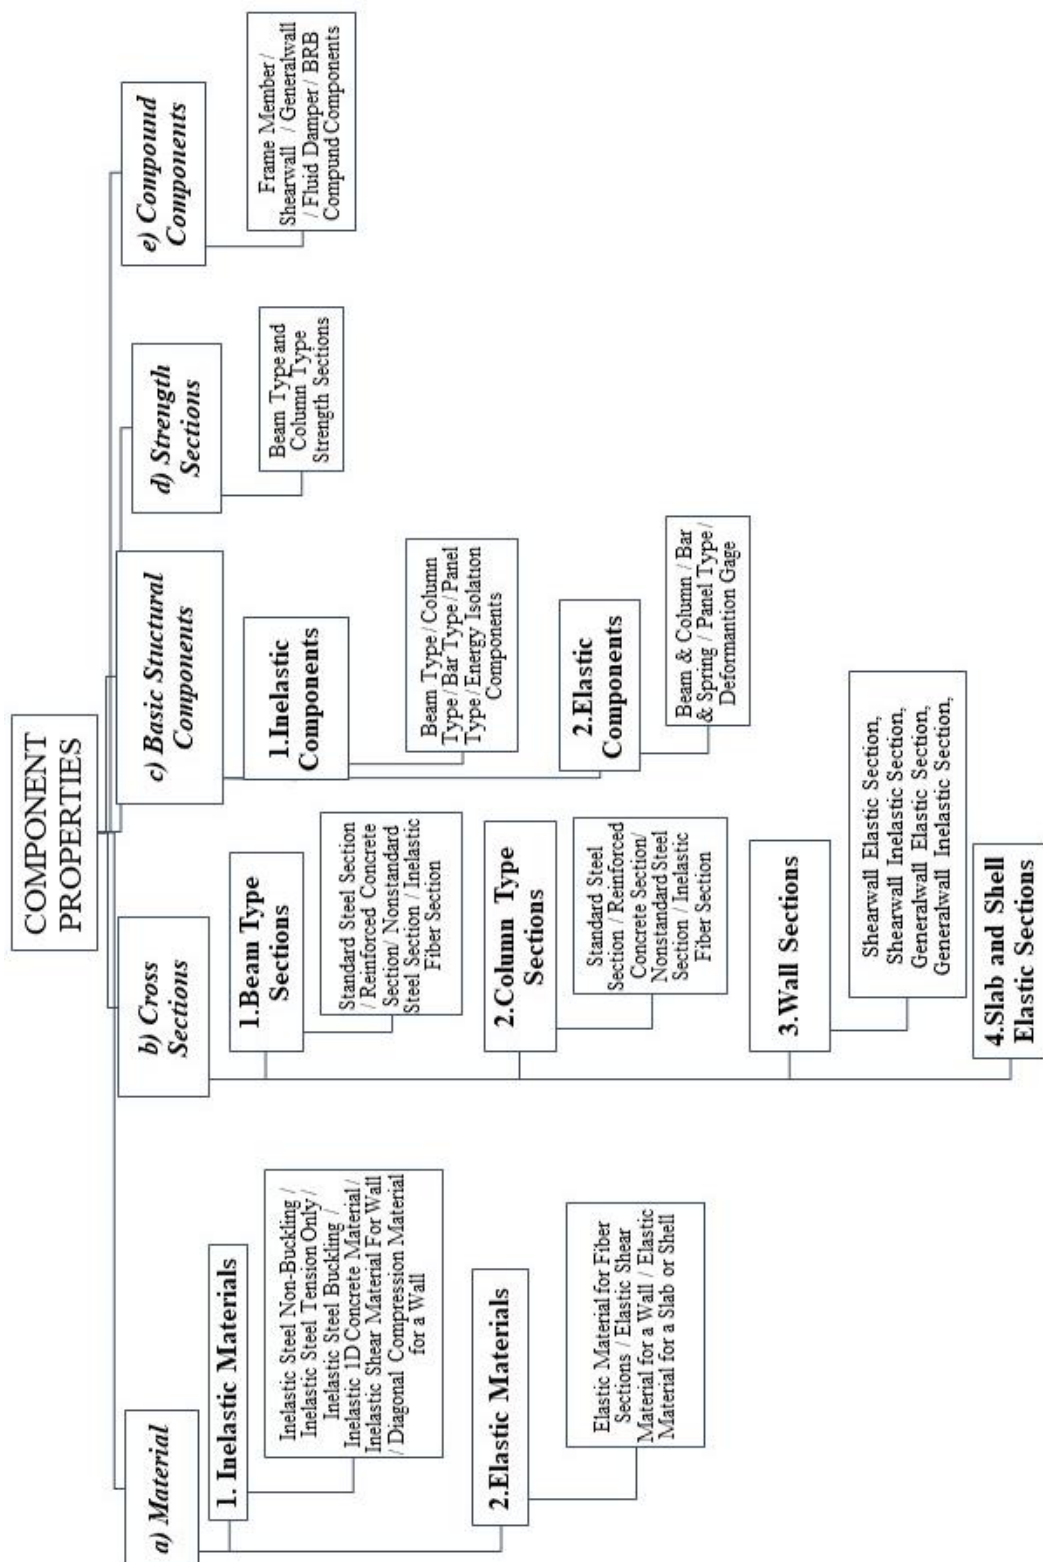 COMPONENT
PROPERTIES
a) Material
1. Inelastic Materials
Inelastic Steel Non-Buckling /
Inelastic Steel Tension Only /
Inelastic Steel Buckling /
Inelastic 1D Concrete Material /
Inelastic Shear Material For Wall
/ Diagonal Compression Material
for a Wall
2.Elastic Materials
Elastic Material for Fiber
Sections / Elastic Shear
Material for a Wall / Elastic
Material for a Slab or Shell
b) Cross
Sections
1.Beam Type
Sections
Standard Steel Section
/ Reinforced Concrete
Section/ Nonstandard
Steel Section / Inelastic
Fiber Section
2.Column Type
Sections
Standard Steel
Section / Reinforced
Concrete Section/
Nonstandard Steel
Section / Inelastic
Fiber Section
3.Wall Sections
Shearwall Elastic Section,
Shearwall Inelastic Section,
Generalwall Elastic Section,
Generalwall Inelastic Section,
4.Slab and Shell
Elastic Sections
c) Basic Stuctural
Components
1.Inelastic
Components
Beam Type / Column
Type / Bar Type / Panel
Type / Energy Isolation
Components
2.Elastic
Components
Beam & Column / Bar
& Spring / Panel Type /
Deformantion Gage
d) Strength
Sections
Beam Type and
Column Type
Strength Sections
e) Compound
Components
Frame Member /
Shearwall / Generalwall
/ Fluid Damper / BRB
Compund Components